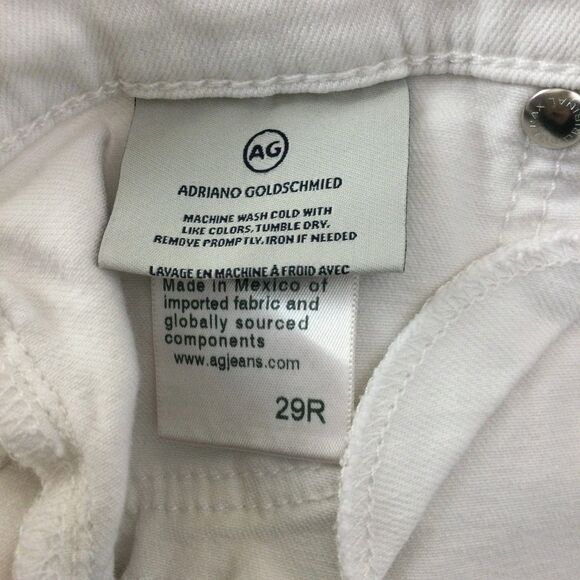 AG
ADRIANO GOLDSCHMIED
MACHINE WASH COLD WITH
LIKE COLORS, TUMBLE DRY.
REMOVE PROMPTLY, IRON IF NEEDED
LAVAGE EN MACHINE À FROID AVEC
Made in Mexico of
imported fabric and
globally sourced
components
www.agjeans.com
29R